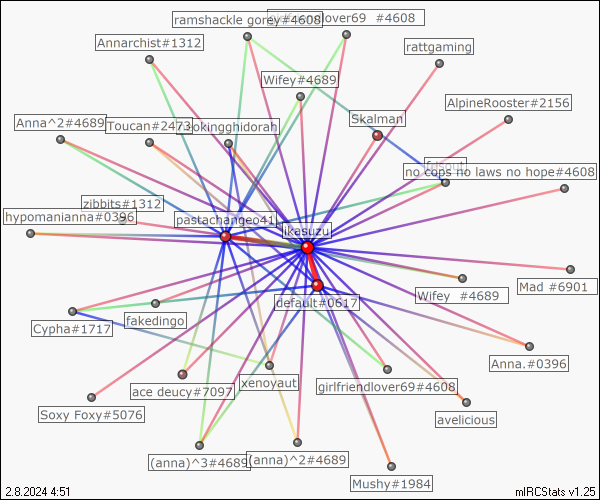 ramshackle gorey#4608
lover69 #4608
Annarchist#1312
rattgaming
Wifey#4689
AlpineRooster#2156
Skalman
Anna^2#4689
Toucan#2473
okingghidorah
no cops no laws no hope#4608
zibbits#1312
hypomanianna#0396
pastachangeo41
ikasuzu
Mad #6901
default#0617
Wifey #4689
Cypha#1717
fakedingo
Anna.#0396
ace deucy#7097
xenoyaut
girlfriendlover69#4608
Soxy Foxy#5076
avelicious
(anna)^3#4689
(anna)^2#4689
Mushy#1984
2.8.2024 4:51
mIRCStats v1.25